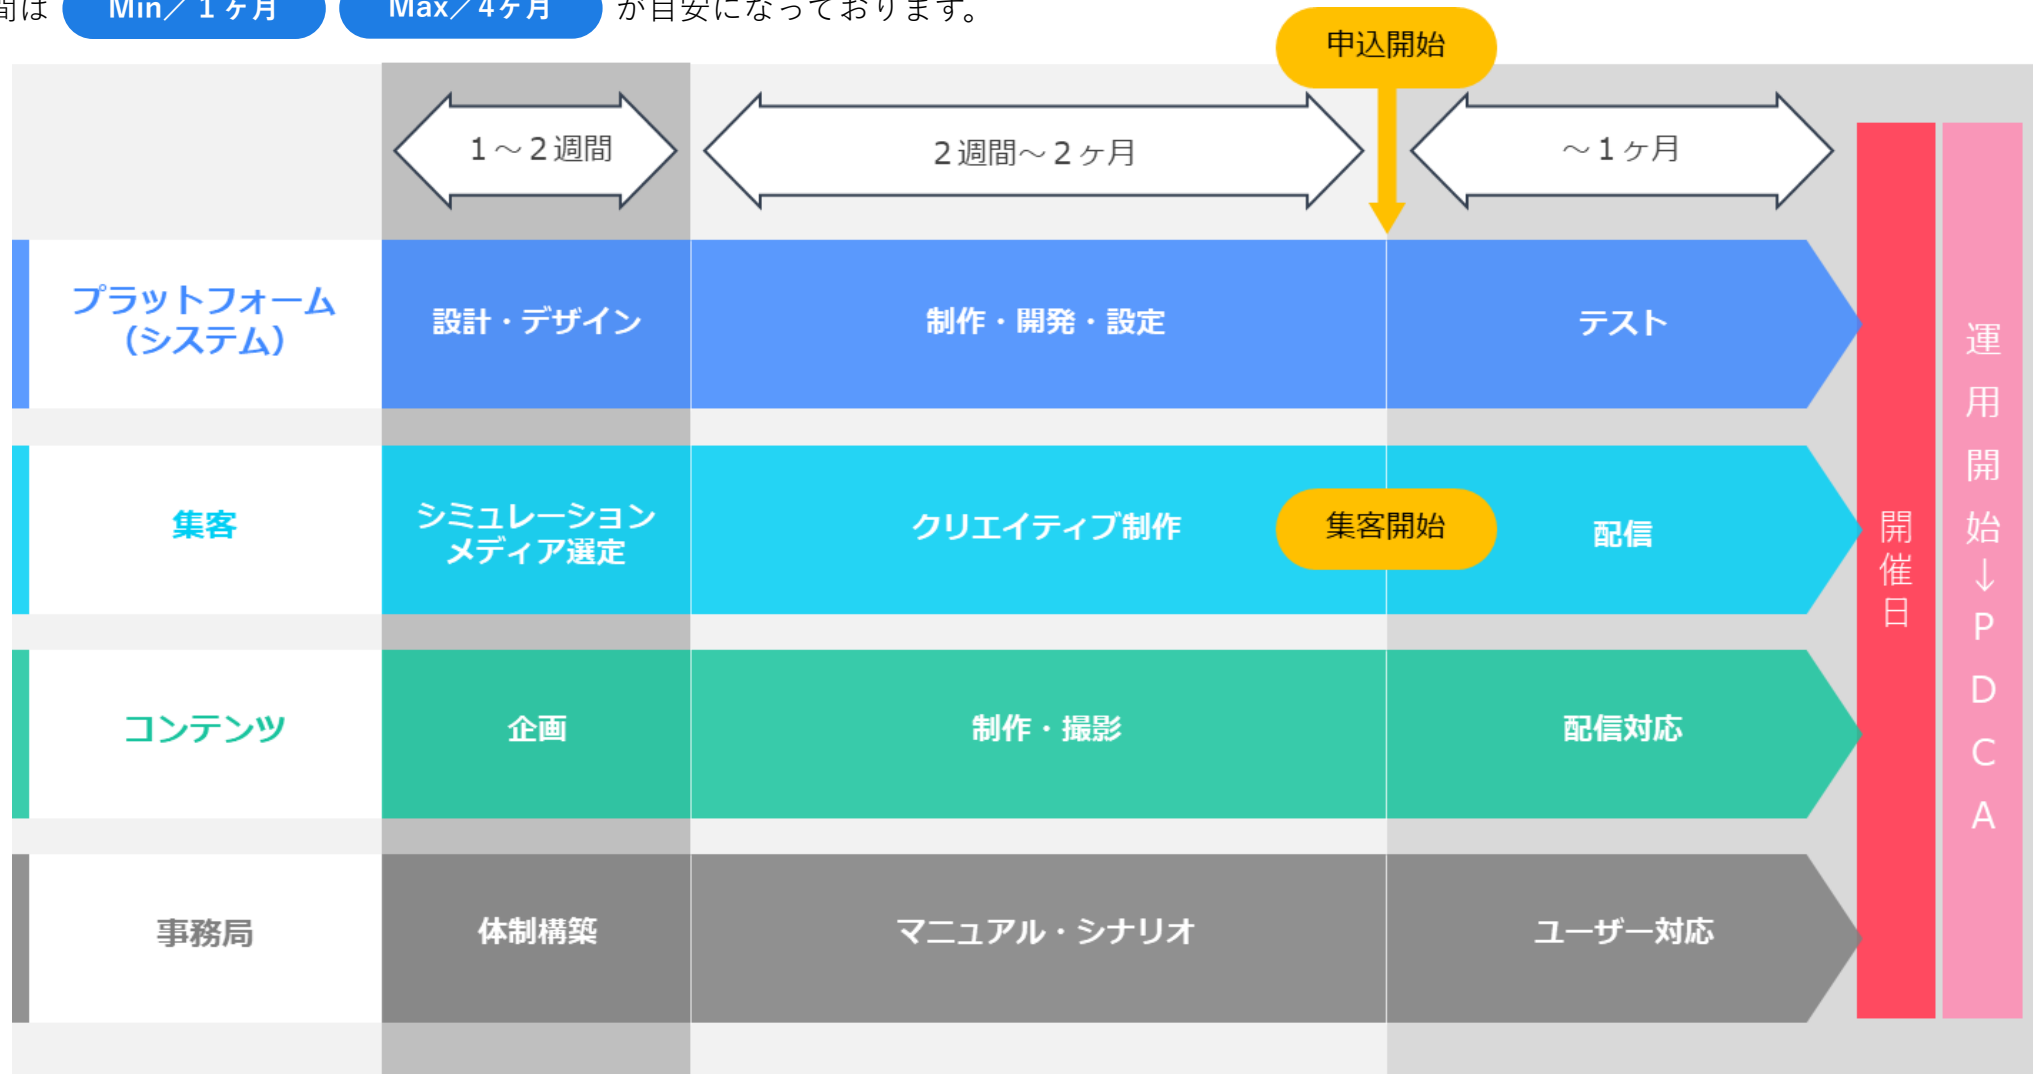 間は Min／１ヶ月 Max／4ヶ月 が目安になっております。
申込開始
１～２週間
２週間～２ヶ月
～１ヶ月
プラットフォーム
（システム）
設計・デザイン
制作・開発・設定
テスト
集客
シミュレーション
メディア選定
クリエイティブ制作
集客開始
配信
コンテンツ
企画
制作・撮影
配信対応
事務局
体制構築
マニュアル・シナリオ
ユーザー対応
開催日
運用開始→PDCA